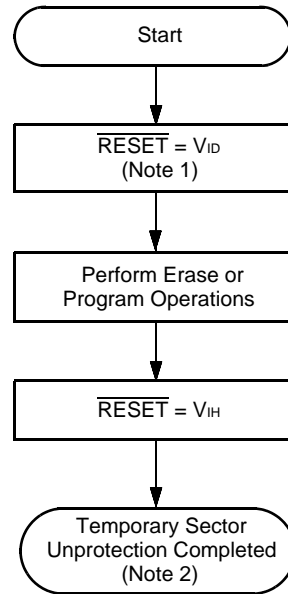 Start
RESET = VID
(Note 1)
Perform Erase or
Program Operations
RESET = VIH
Temporary Sector
Unprotection Completed
(Note 2)